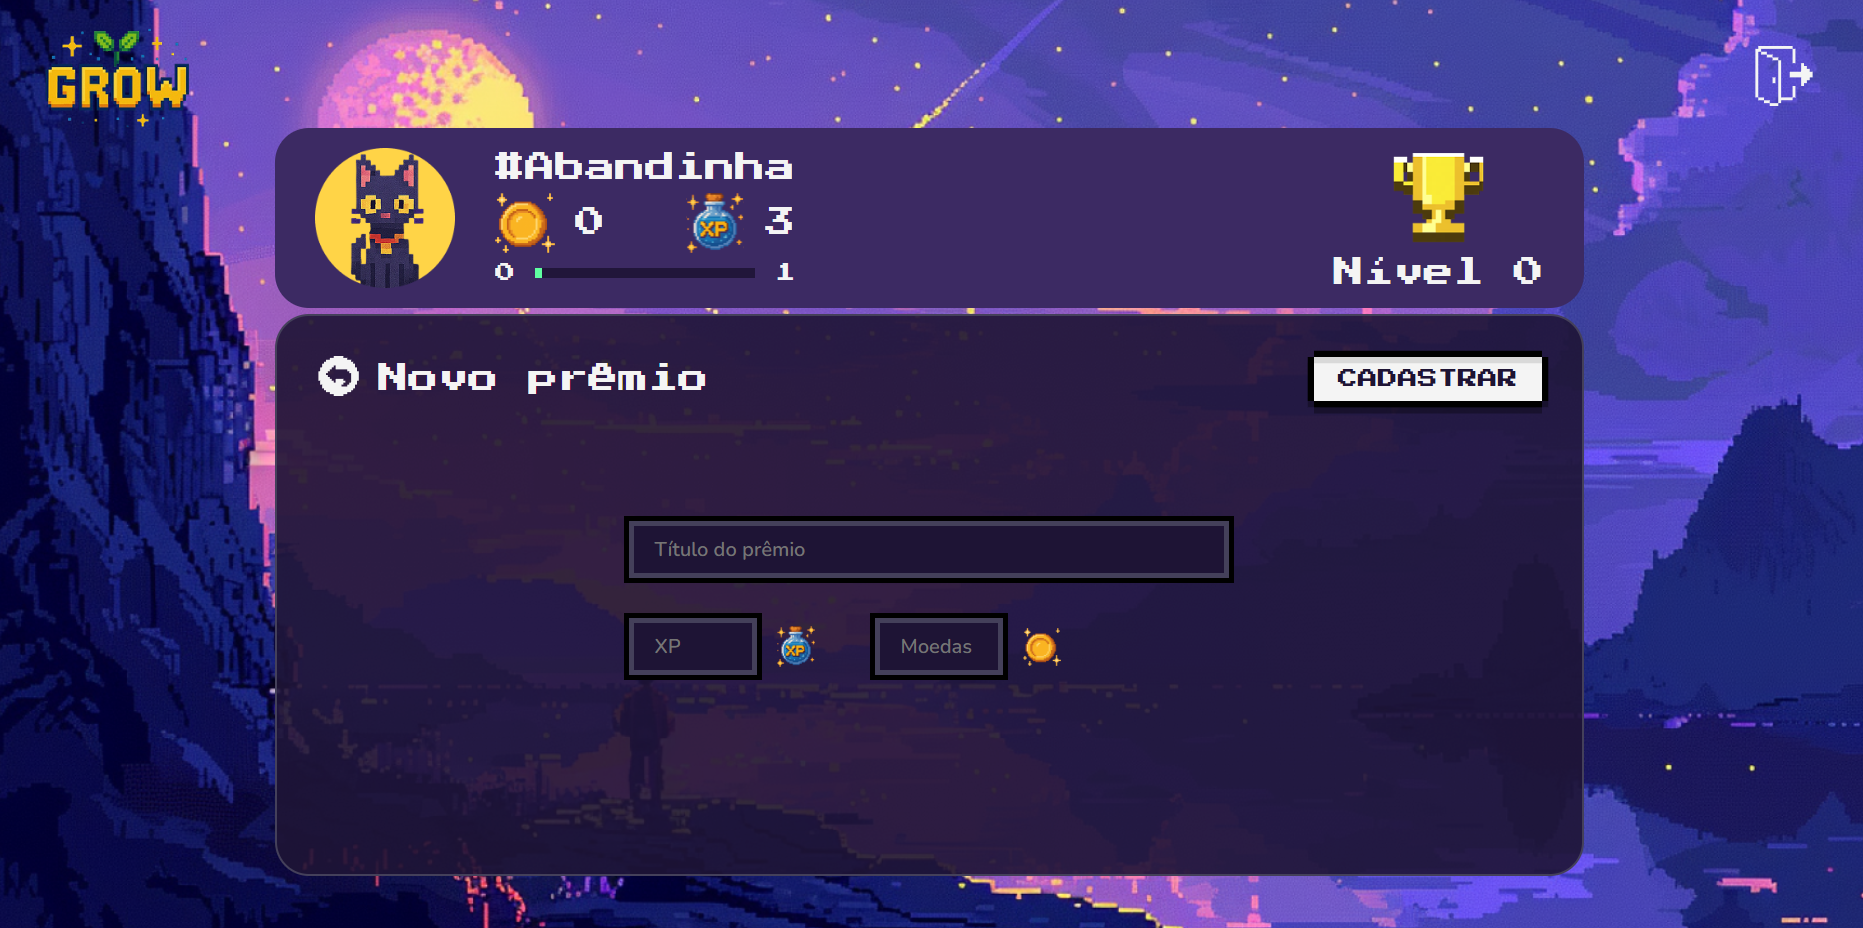 GROW
#Abandinha
0 XP 3
0 1
Nível 0
Novo prêmio
CADASTRAR
Título do prêmio
XP XP Moedas